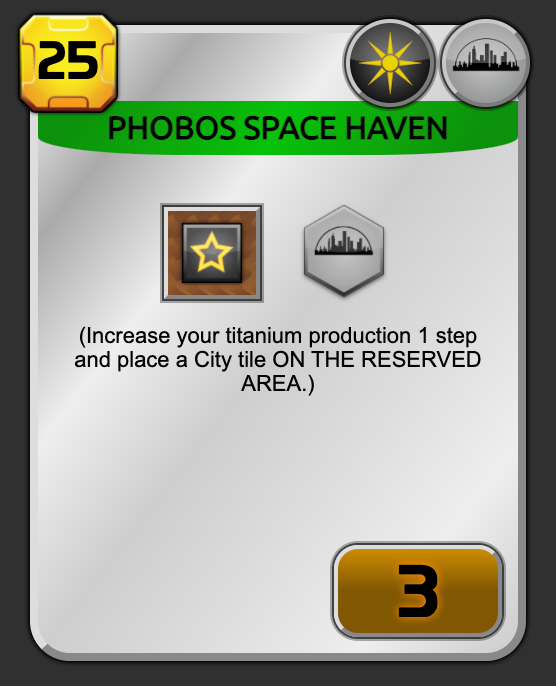 25
PHOBOS SPACE HAVEN
(Increase your titanium production 1 step
and place a City tile ON THE RESERVED
AREA.)
3